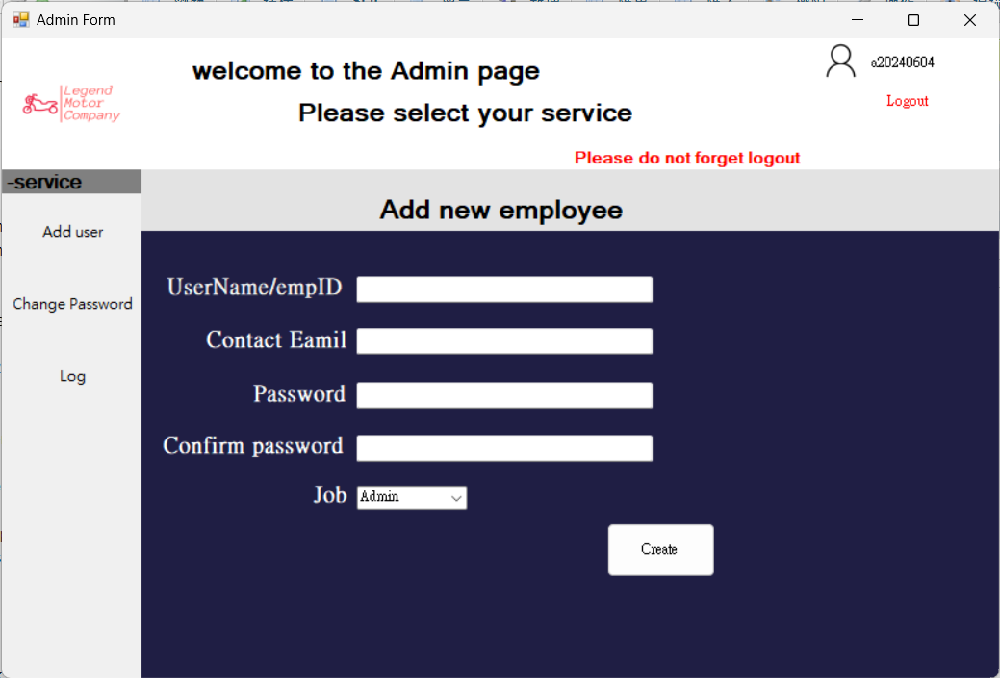 Admin Form
welcome to the Admin page
a20240604
Legend
Motor
Company
Please select your service
Logout
Please do not forget logout
-service
Add new employee
Add user
Change Password
Log
UserName/empID
Contact Eamil
Password
Confirm password
Job
Admin
Create